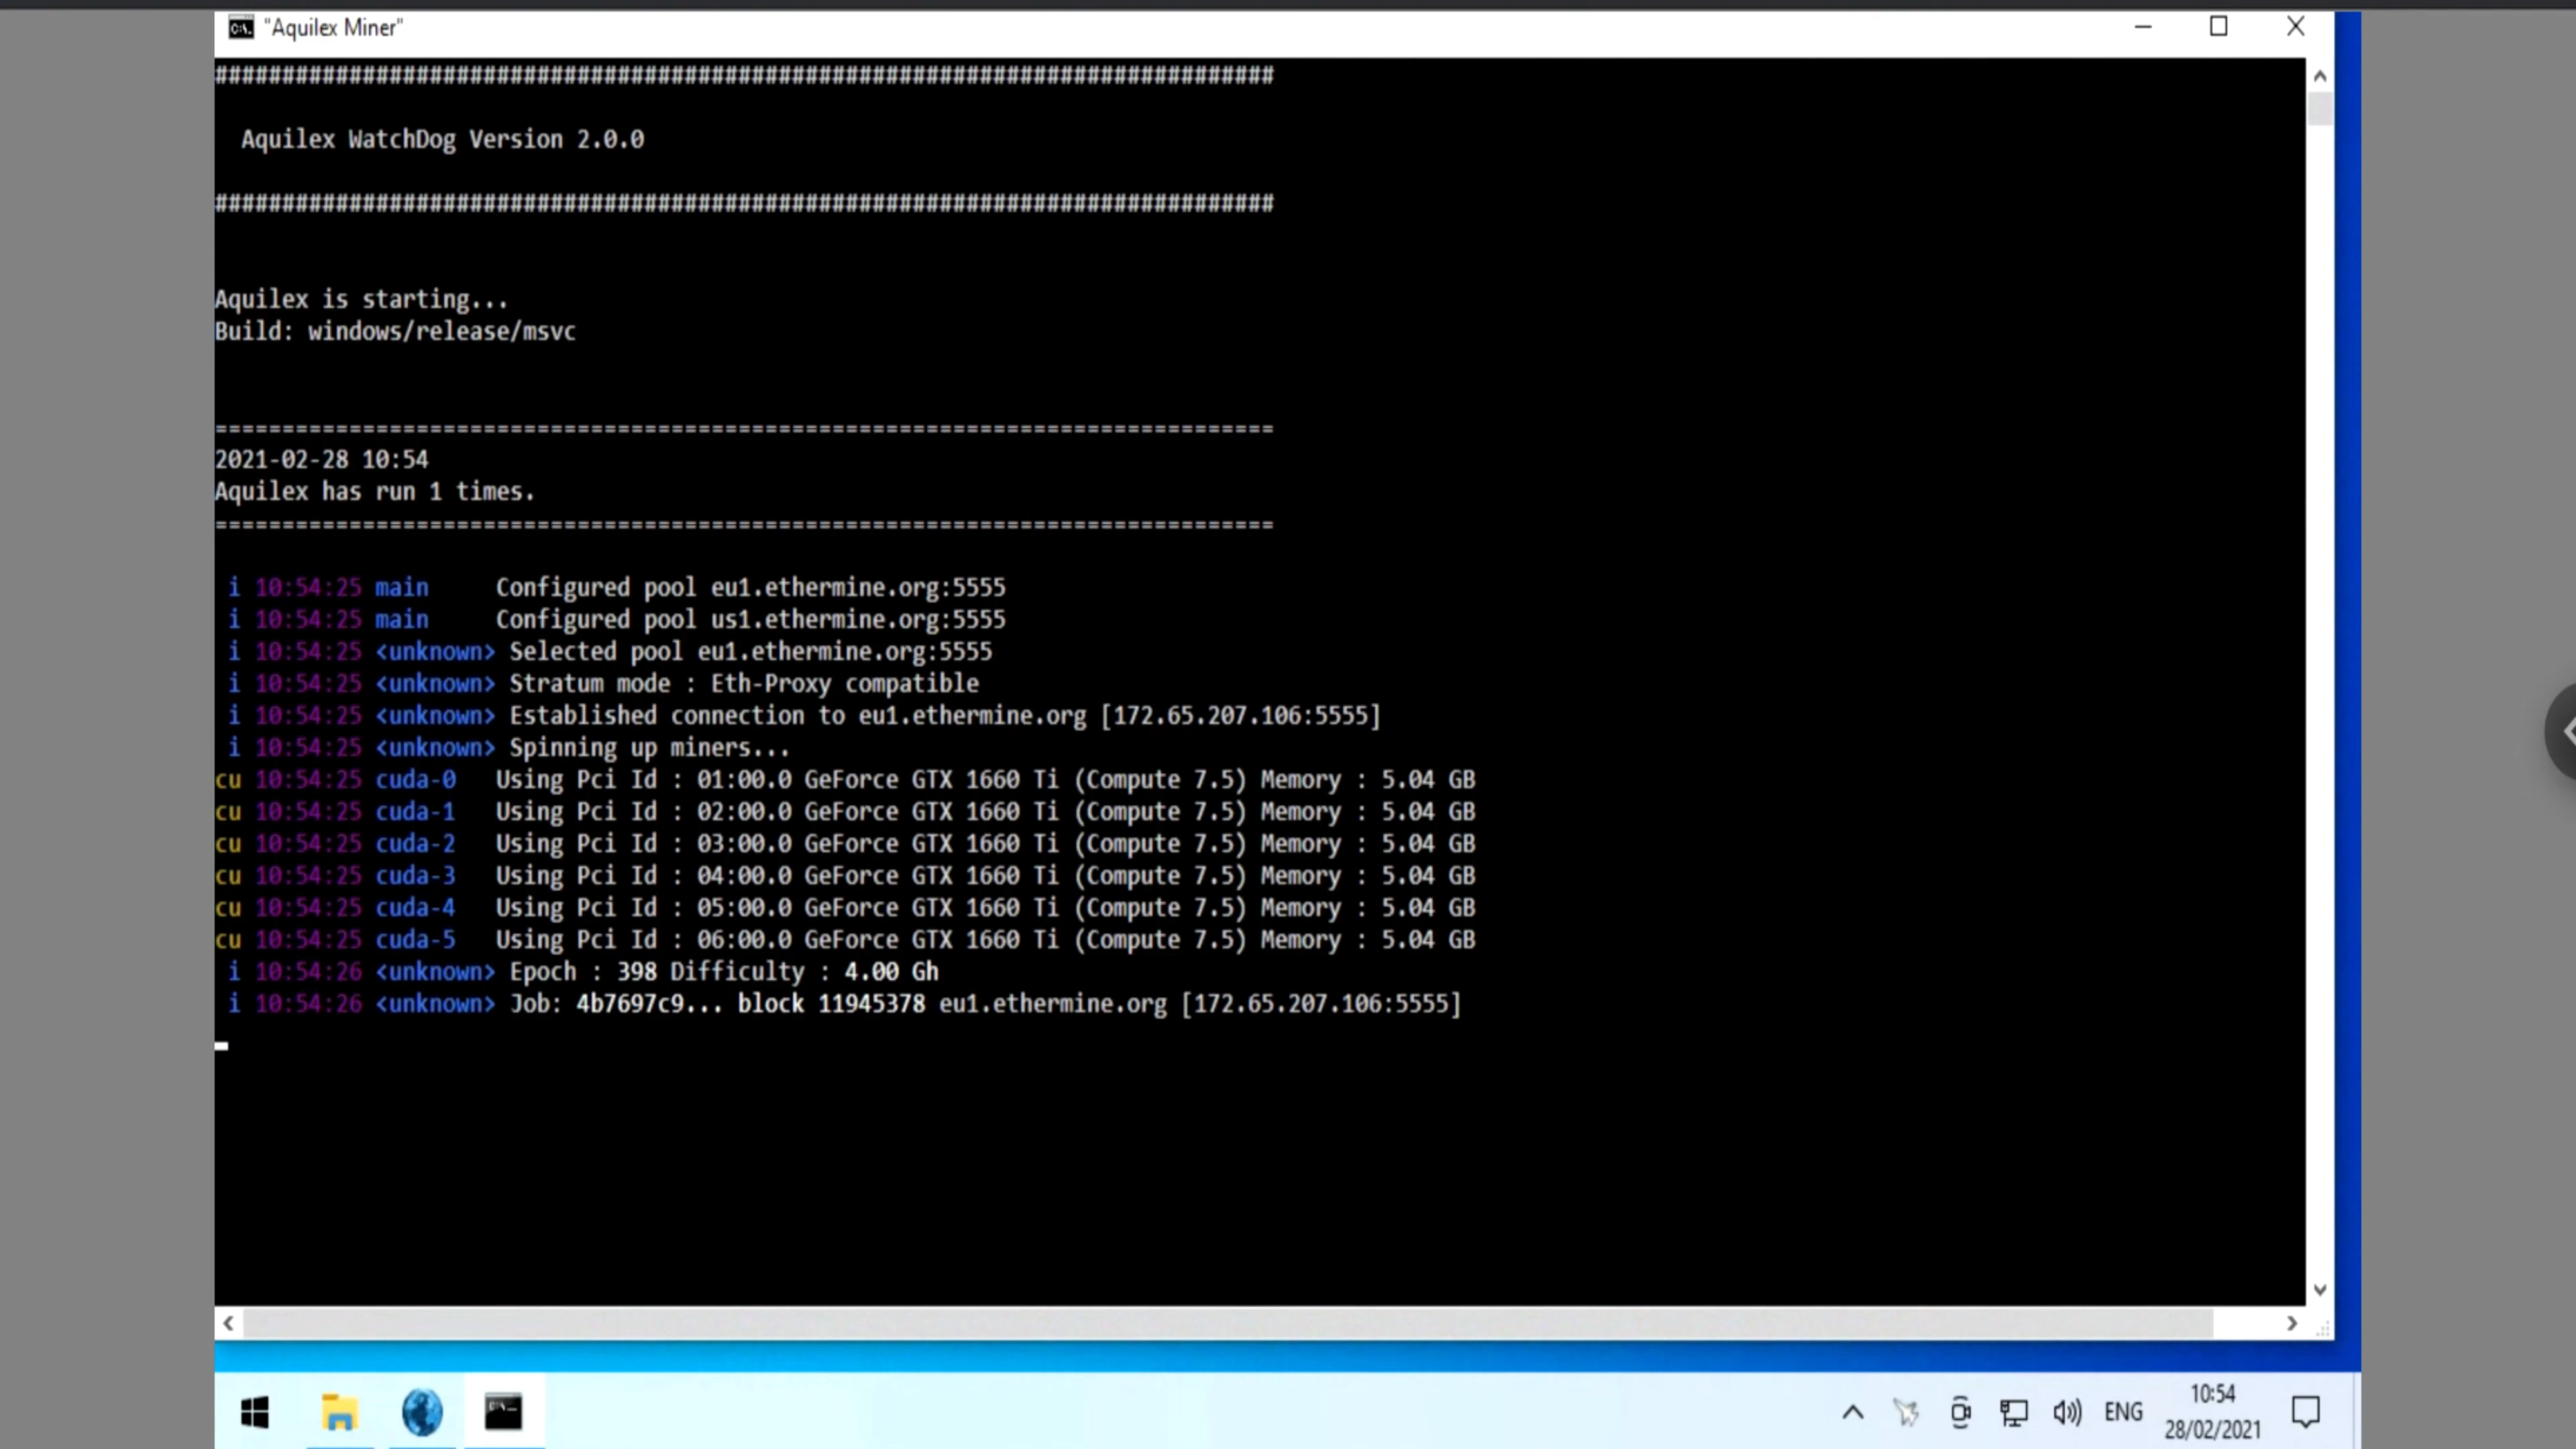 "Aquilex Miner"
###############################################################################
Aquilex WatchDog Version 2.0.0
###############################################################################
Aquilex is starting...
Build: windows/release/msvc
===============================================================================
2021-02-28 10:54
Aquilex has run 1 times.
===============================================================================
i 10:54:25 main Configured pool eu1.ethermine.org:5555
i 10:54:25 main Configured pool us1.ethermine.org:5555
i 10:54:25 <unknown> Selected pool eu1.ethermine.org:5555
i 10:54:25 <unknown> Stratum mode : Eth-Proxy compatible
i 10:54:25 <unknown> Established connection to eu1.ethermine.org [172.65.207.106:5555]
i 10:54:25 <unknown> Spinning up miners...
cu 10:54:25 cuda-0 Using Pci Id : 01:00.0 GeForce GTX 1660 Ti (Compute 7.5) Memory : 5.04 GB
cu 10:54:25 cuda-1 Using Pci Id : 02:00.0 GeForce GTX 1660 Ti (Compute 7.5) Memory : 5.04 GB
cu 10:54:25 cuda-2 Using Pci Id : 03:00.0 GeForce GTX 1660 Ti (Compute 7.5) Memory : 5.04 GB
cu 10:54:25 cuda-3 Using Pci Id : 04:00.0 GeForce GTX 1660 Ti (Compute 7.5) Memory : 5.04 GB
cu 10:54:25 cuda-4 Using Pci Id : 05:00.0 GeForce GTX 1660 Ti (Compute 7.5) Memory : 5.04 GB
cu 10:54:25 cuda-5 Using Pci Id : 06:00.0 GeForce GTX 1660 Ti (Compute 7.5) Memory : 5.04 GB
i 10:54:26 <unknown> Epoch : 398 Difficulty : 4.00 Gh
i 10:54:26 <unknown> Job: 4b7697c9... block 11945378 eu1.ethermine.org [172.65.207.106:5555]
ENG
10:54
28/02/2021